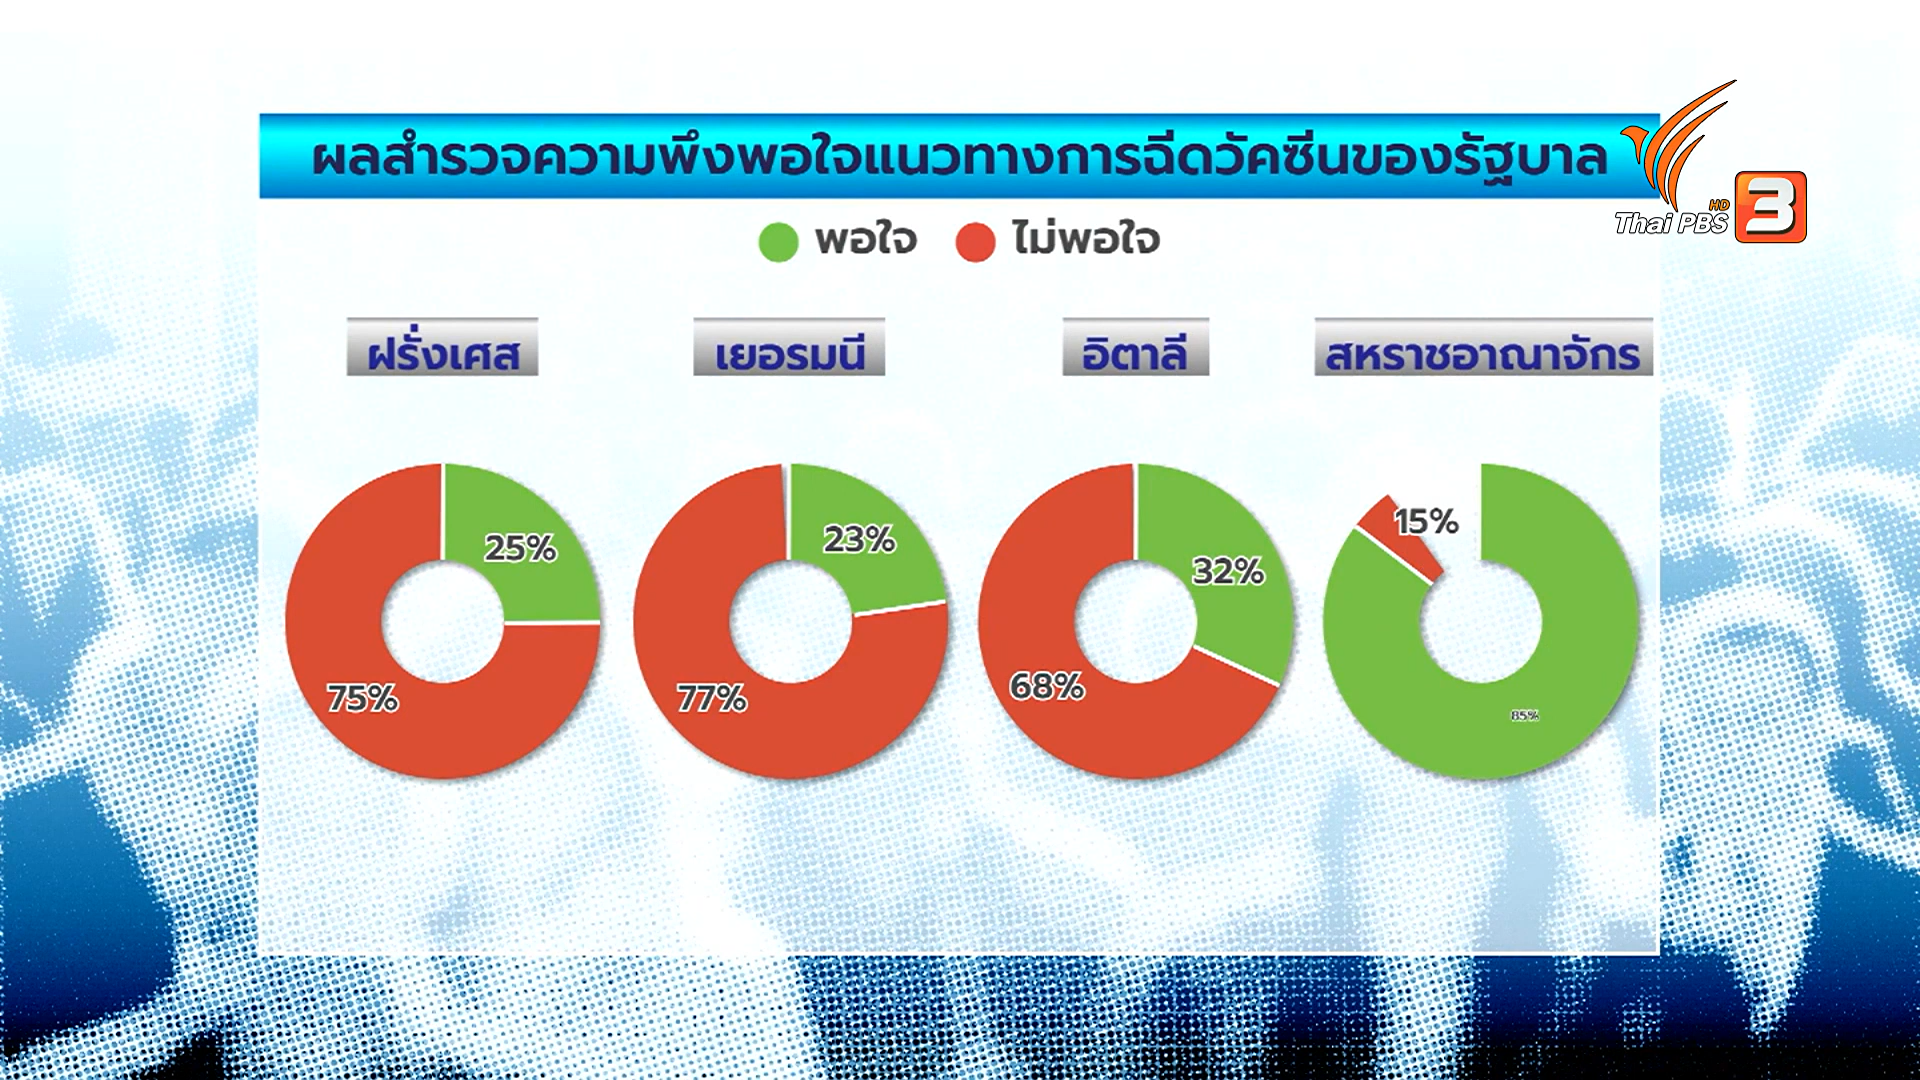 ผลสำรวจความพึงพอใจแนวทางการฉีดวัคซีนของรัฐบาล
HD
Thai PBS 3
พอใจ ไม่พอใจ
ฝรั่งเศส เยอรมนี อิตาลี สหราชอาณาจักร
25% 75%
23% 77%
32% 68%
15% 85%